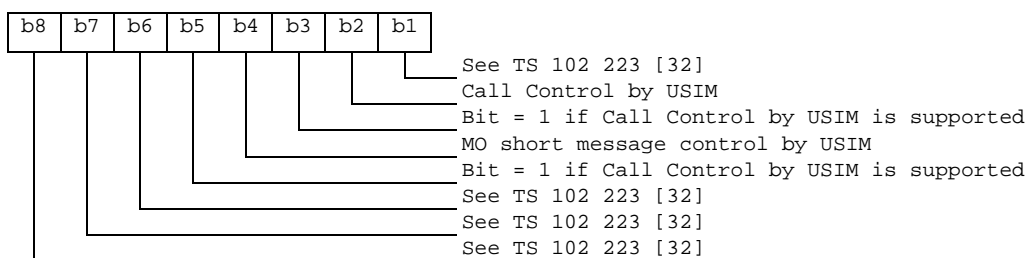 b8 b7 b6 b5 b4 b3 b2 b1
See TS 102 223 [32]
Call Control by USIM
Bit = 1 if Call Control by USIM is supported
MO short message control by USIM
Bit = 1 if Call Control by USIM is supported
See TS 102 223 [32]
See TS 102 223 [32]
See TS 102 223 [32]